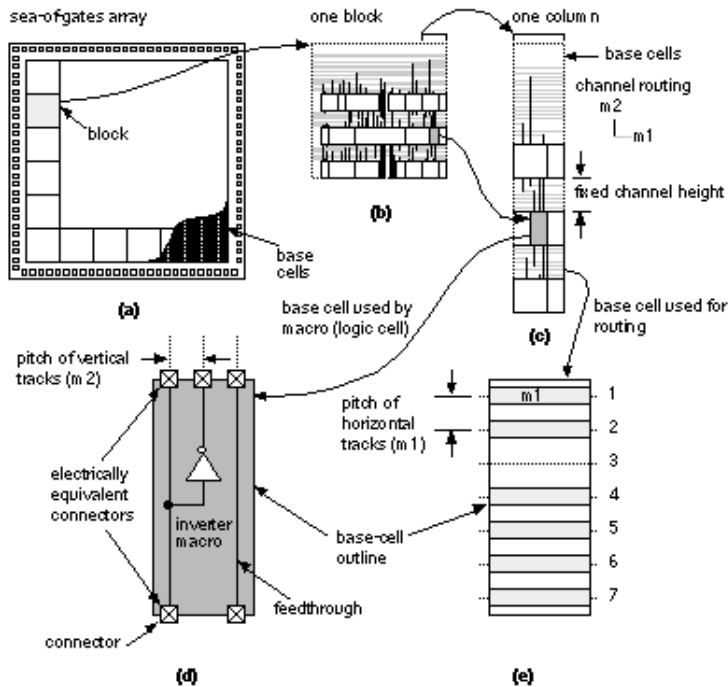 sea-of-gates array
one block
one column
base cells
channel routing
m2
m1
block
fixed channel height
(b)
base
cells
(a)
base cell used by
macro (logic cell)
(c)
base cell used for
routing
pitch of vertical
tracks (m2)
pitch of
horizontal
tracks (m1)
m1
1
2
3
4
5
6
7
electrically
equivalent
connectors
inverter
macro
base-cell
outline
feedthrough
connector
(d)
(e)